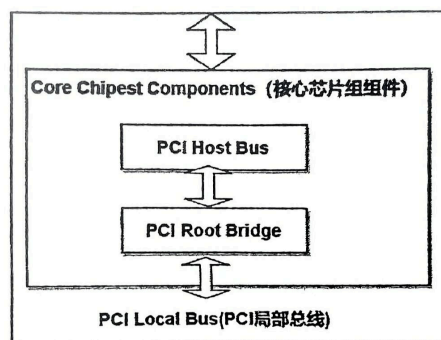 Core Chipest Components (核心芯片组组件)
PCI Host Bus
PCI Root Bridge
PCI Local Bus(PCI局部总线)